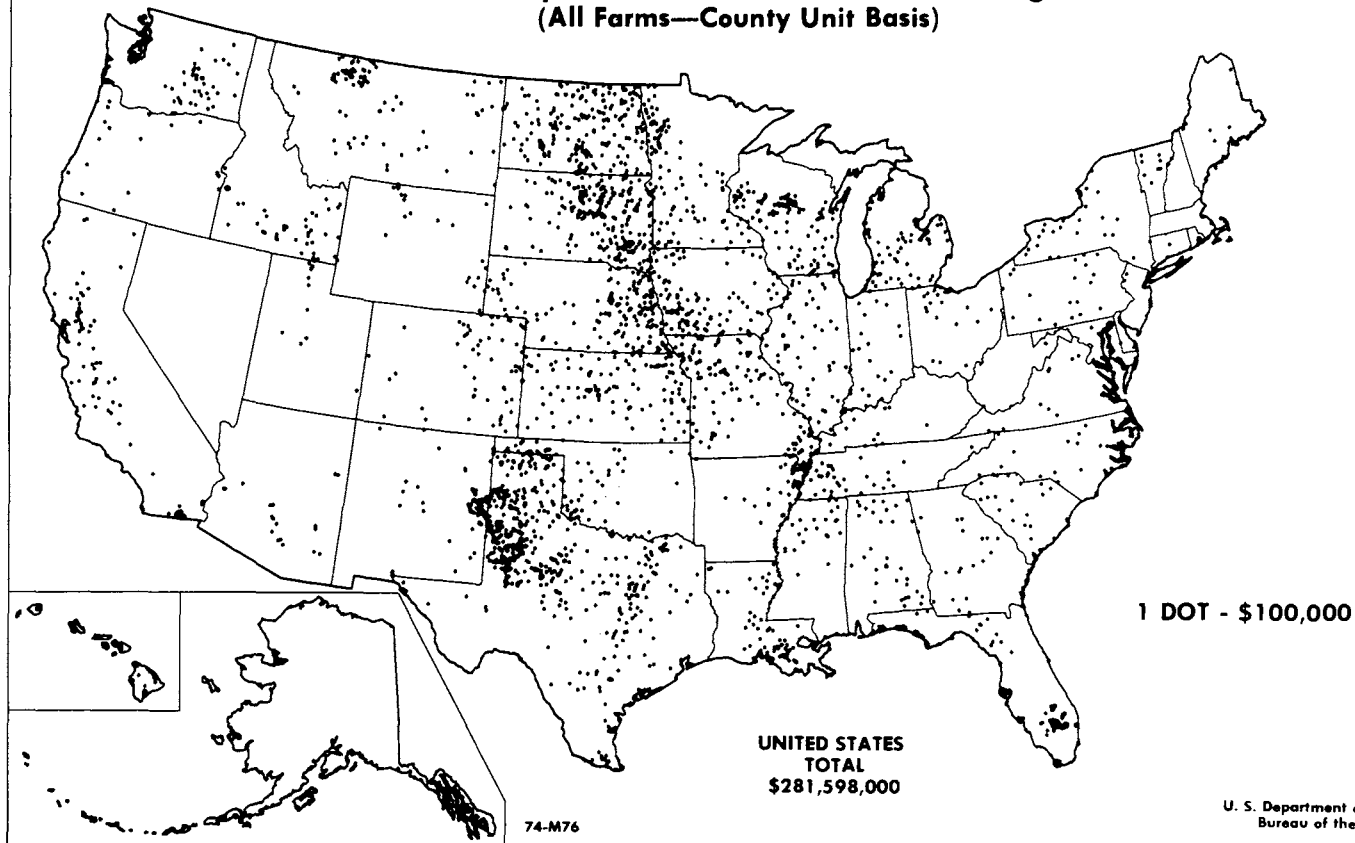 (All Farms—County Unit Basis)
1 DOT - $100,000
UNITED STATES
TOTAL
$281,598,000
74-M76
U. S. Department
Bureau of the